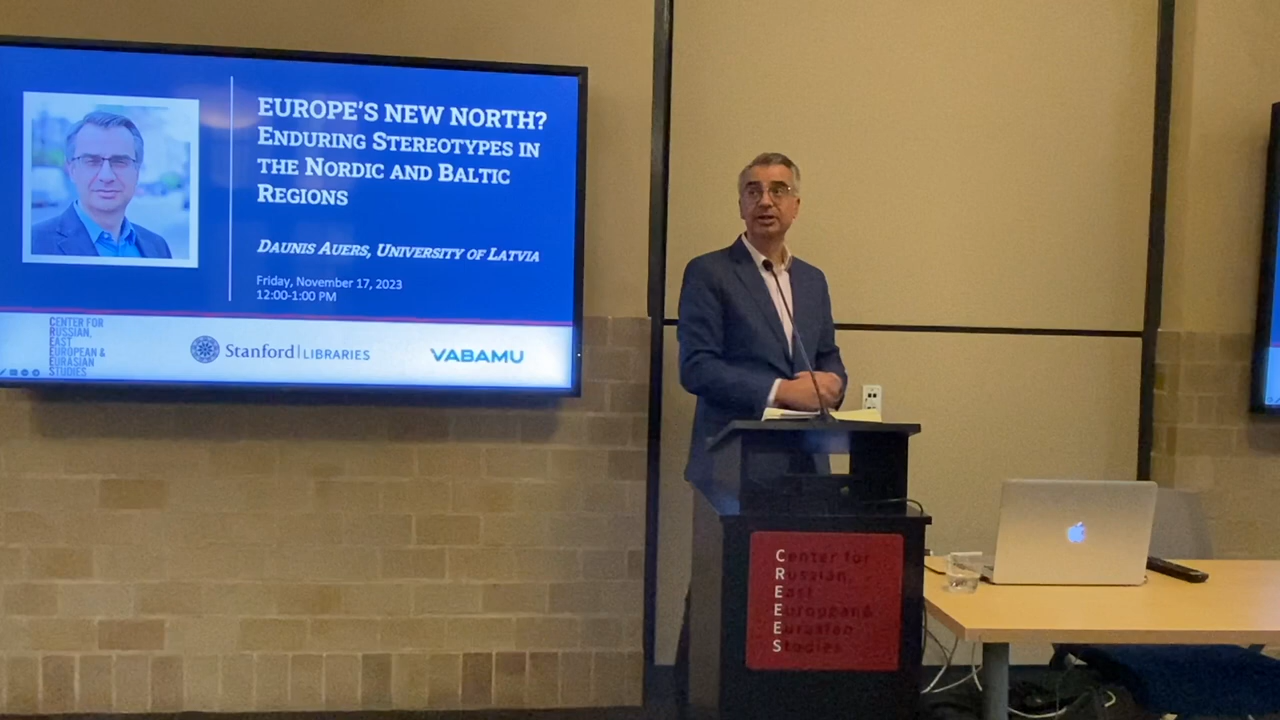 EUROPE'S NEW NORTH?
ENDURING STEREOTYPES IN
THE NORDIC AND BALTIC
REGIONS
DAUNIS AUERS, UNIVERSITY OF LATVIA
Friday, November 17, 2023
12:00-1:00 PM
CENTER FOR
RUSSIAN,
EAST
EUROPEAN &
EURASIAN
STUDIES
Stanford | LIBRARIES
VABAMU
Center for
Russian,
East
European &
Eurasian
Studies